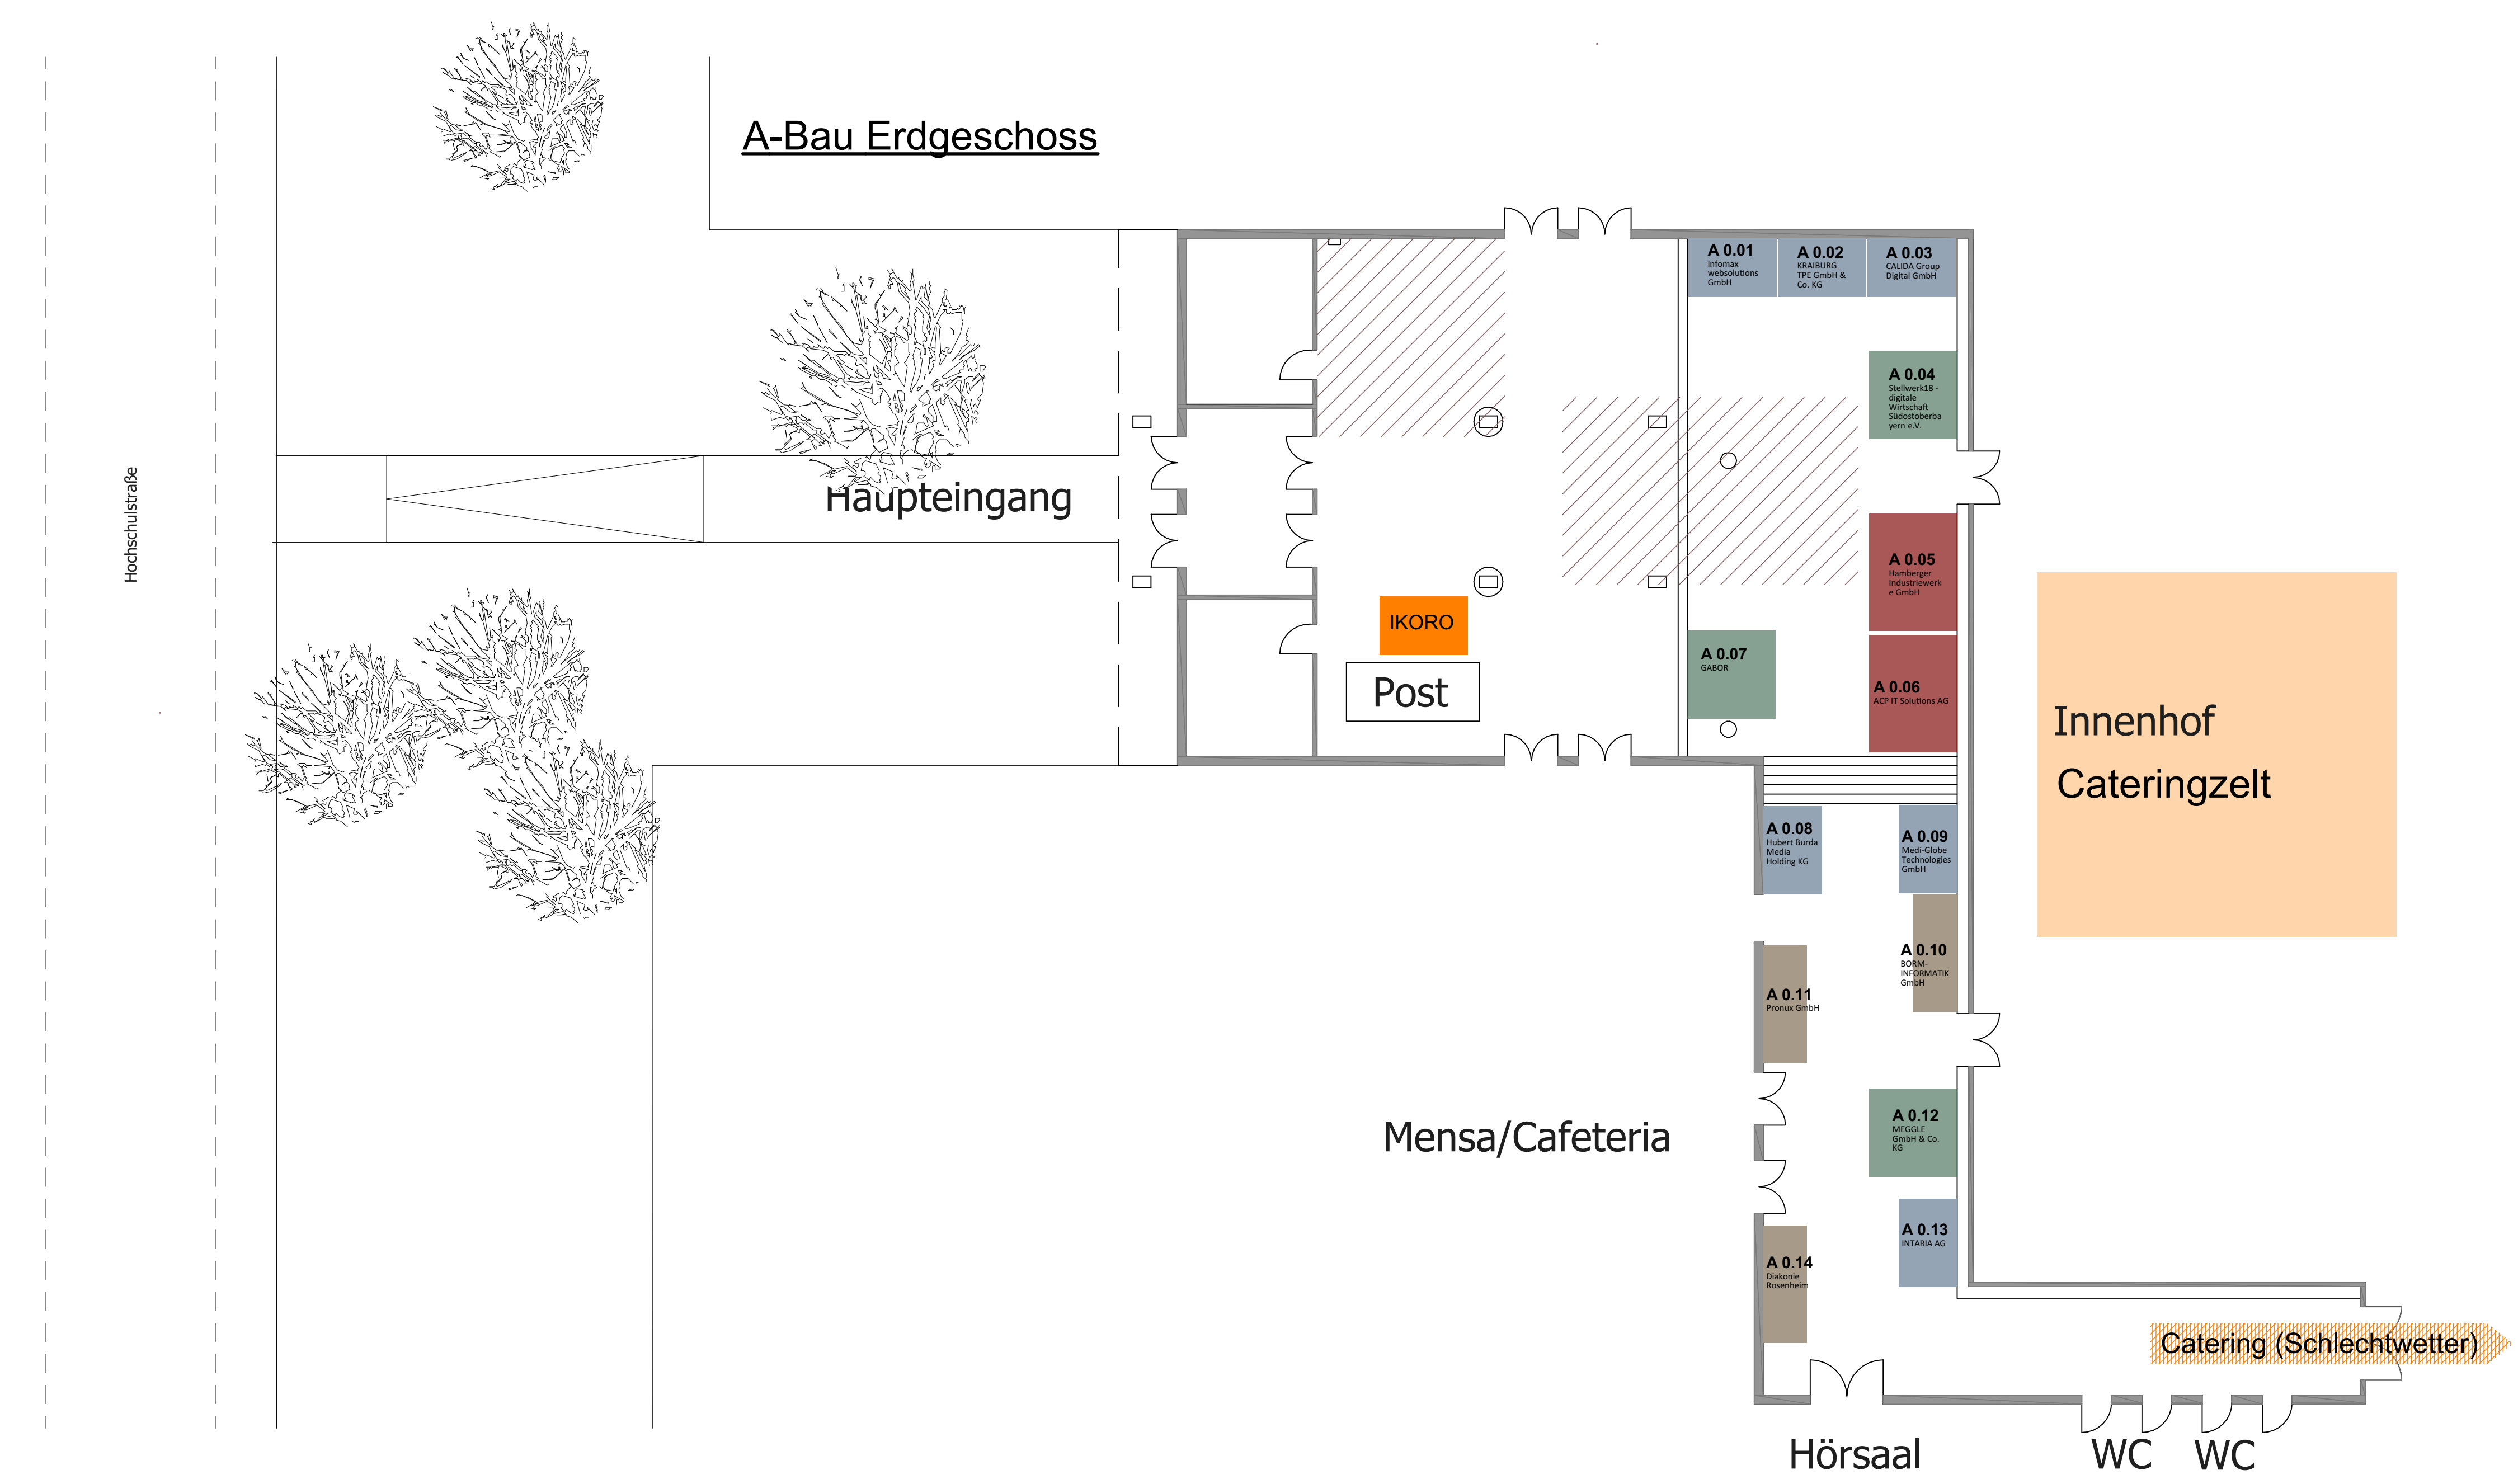 A-Bau Erdgeschoss
Hochschulstraße
Haupteingang
A 0.01
infomax
websolutions
GmbH
A 0.02
KRAIBURG
TPE GmbH &
Co. KG
A 0.03
CALIDA Group
Digital GmbH
A 0.04
Stellwerk18 -
digitale
Wirtschaft
Südostoberba
yern e.V.
A 0.05
Hamberger
Industriewerk
e GmbH
IKORO
Post
A 0.07
GABOR
A 0.06
ACP IT Solutions AG
Innenhof
Cateringzelt
A 0.08
Hubert Burda
Media
Holding KG
A 0.09
Medi-Globe
Technologies
GmbH
A 0.10
BORM-
INFORMATIK
GmbH
A 0.11
Pronux GmbH
Mensa/Cafeteria
A 0.12
MEGGLE
GmbH & Co.
KG
A 0.13
INTARIA AG
A 0.14
Diakonie
Rosenheim
Catering (Schlechtwetter)
Hörsaal
WC
WC